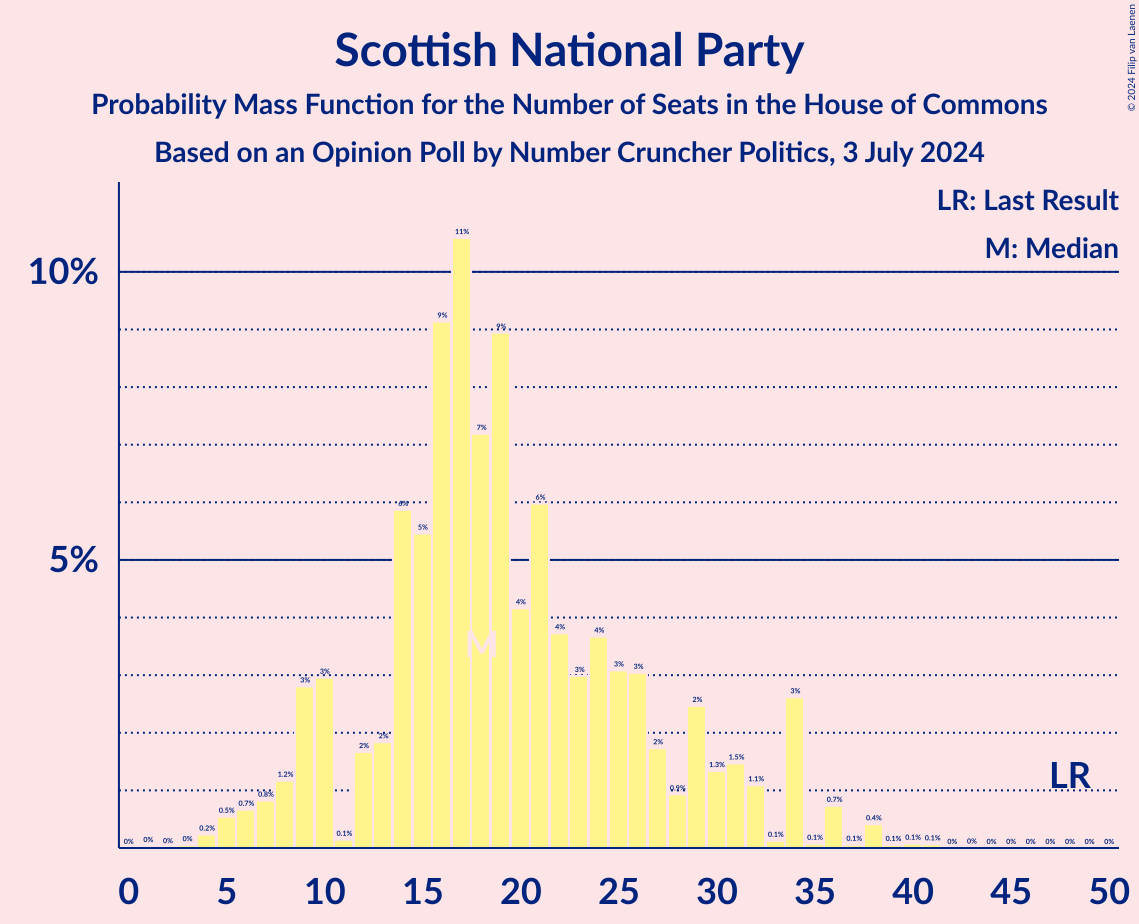 Scottish National Party
Probability Mass Function for the Number of Seats in the House of Commons
Based on an Opinion Poll by Number Cruncher Politics, 3 July 2024
© 2024 Filip van Laenen
LR: Last Result
M: Median
10%
5%
0% 0% 0% 0% 0.2% 0.5% 0.7% 0.8% 1.2% 3% 3% 0.1% 2% 2% 6% 5% 9% 11% 7% 9% 4% 6% 4% 3% 4% 3% 3% 2% 0.9% 2% 1.3% 1.5% 1.1% 0.1% 3% 0.1% 0.7% 0.1% 0.4% 0.1% 0.1% 0.1% 0% 0% 0% 0% 0% 0% 0% 0% 0%
M
LR
0 5 10 15 20 25 30 35 40 45 50